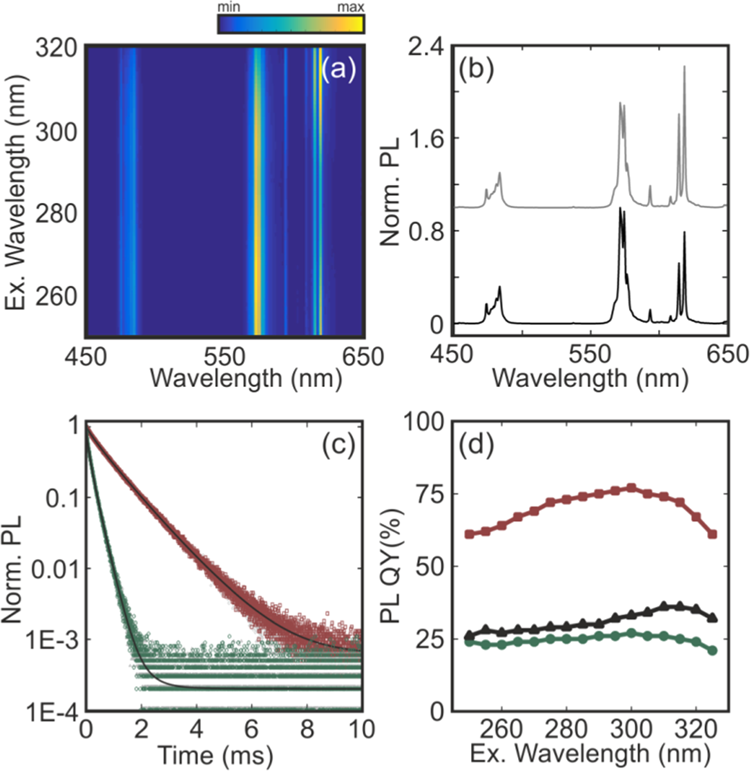 min max
320
300
280
260
Ex. Wavelength (nm)
(a)
450 550 650
Wavelength (nm)
2.4
1.6
0.8
0
Norm. PL
(b)
450 550 650
Wavelength (nm)
1
0.1
0.01
1E-3
1E-4
Norm. PL
(c)
0 2 4 6 8 10
Time (ms)
100
75
50
25
0
PL QY(%)
(d)
260 280 300 320
Ex. Wavelength (nm)